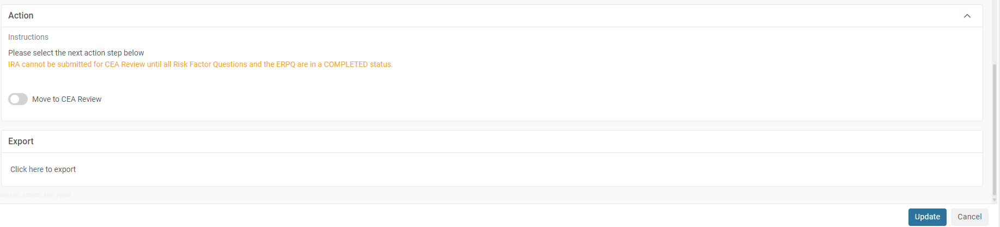 Action
Instructions
Please select the next action step below
IRA cannot be submitted for CEA Review until all Risk Factor Questions and the ERPQ are in a COMPLETED status.
Move to CEA Review
Export
Click here to export
Update
Cancel